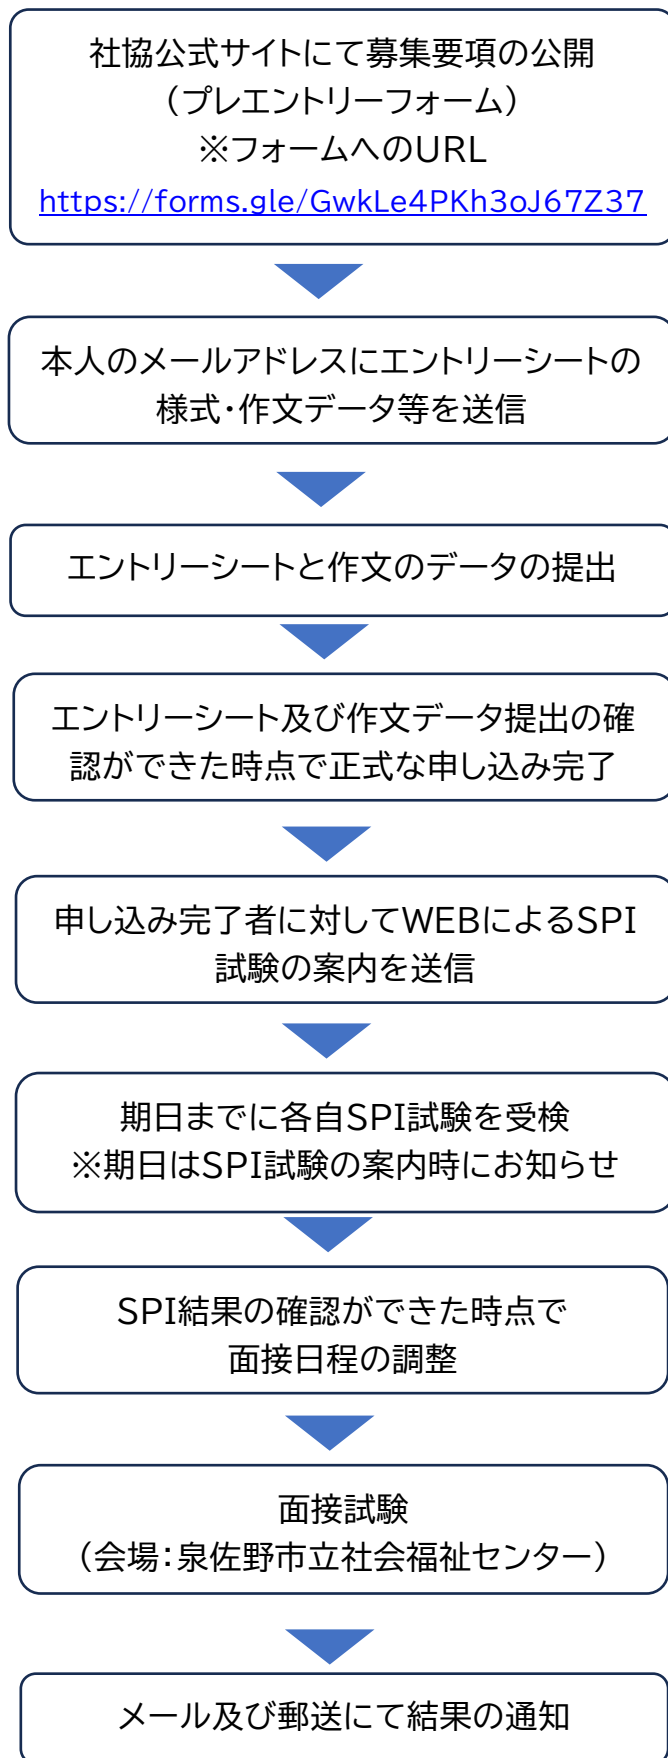 社協公式サイトにて募集要項の公開
（プレエントリーフォーム）
※フォームへのURL
https://forms.gle/GwkLe4PKh3oJ67Z37
本人のメールアドレスにエントリーシートの
様式・作文データ等を送信
エントリーシートと作文のデータの提出
エントリーシート及び作文データ提出の確
認ができた時点で正式な申し込み完了
申し込み完了者に対してWEBによるSPI
試験の案内を送信
期日までに各自SPI試験を受検
※期日はSPI試験の案内時にお知らせ
SPI結果の確認ができた時点で
面接日程の調整
面接試験
（会場：泉佐野市立社会福祉センター）
メール及び郵送にて結果の通知